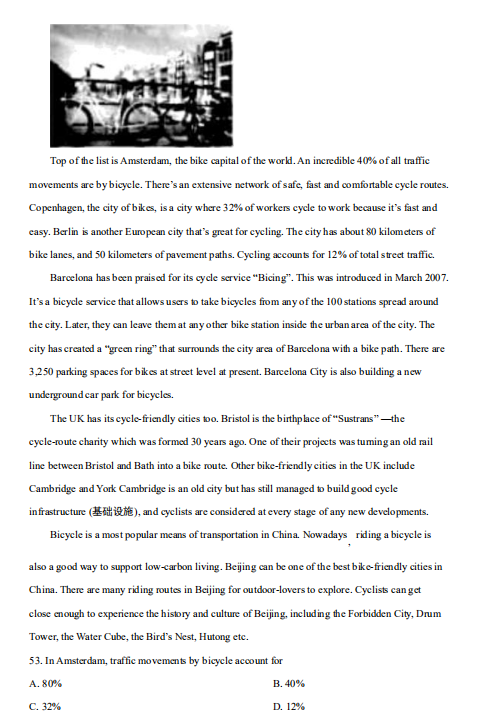 Top of the list is Amsterdam, the bike capital of the world. An incredible 40% of all traffic
movements are by bicycle. There's an extensive network of safe, fast and comfortable cycle routes.
Copenhagen, the city of bikes, is a city where 32% of workers cycle to work because it's fast and
easy. Berlin is another European city that's great for cycling. The city has about 80 kilometers of
bike lanes, and 50 kilometers of pavement paths. Cycling accounts for 12% of total street traffic.
Barcelona has been praised for its cycle service “Bicing”. This was introduced in March 2007.
It's a bicycle service that allows users to take bicycles from any of the 100 stations spread around
the city. Later, they can leave them at any other bike station inside the urban area of the city. The
city has created a “green ring” that surrounds the city area of Barcelona with a bike path. There are
3,250 parking spaces for bikes at street level at present. Barcelona City is also building a new
underground car park for bicycles.
The UK has its cycle-friendly cities too. Bristol is the birthplace of “Sustrans” —the
cycle-route charity which was formed 30 years ago. One of their projects was turning an old rail
line between Bristol and Bath into a bike route. Other bike-friendly cities in the UK include
Cambridge and York Cambridge is an old city but has still managed to build good cycle
infrastructure (基础设施), and cyclists are considered at every stage of any new developments.
Bicycle is a most popular means of transportation in China. Nowadays, riding a bicycle is
also a good way to support low-carbon living. Beijing can be one of the best bike-friendly cities in
China. There are many riding routes in Beijing for outdoor-lovers to explore. Cyclists can get
close enough to experience the history and culture of Beijing, including the Forbidden City, Drum
Tower, the Water Cube, the Bird's Nest, Hutong etc.
53. In Amsterdam, traffic movements by bicycle account for
A. 80% B. 40%
C. 32% D. 12%